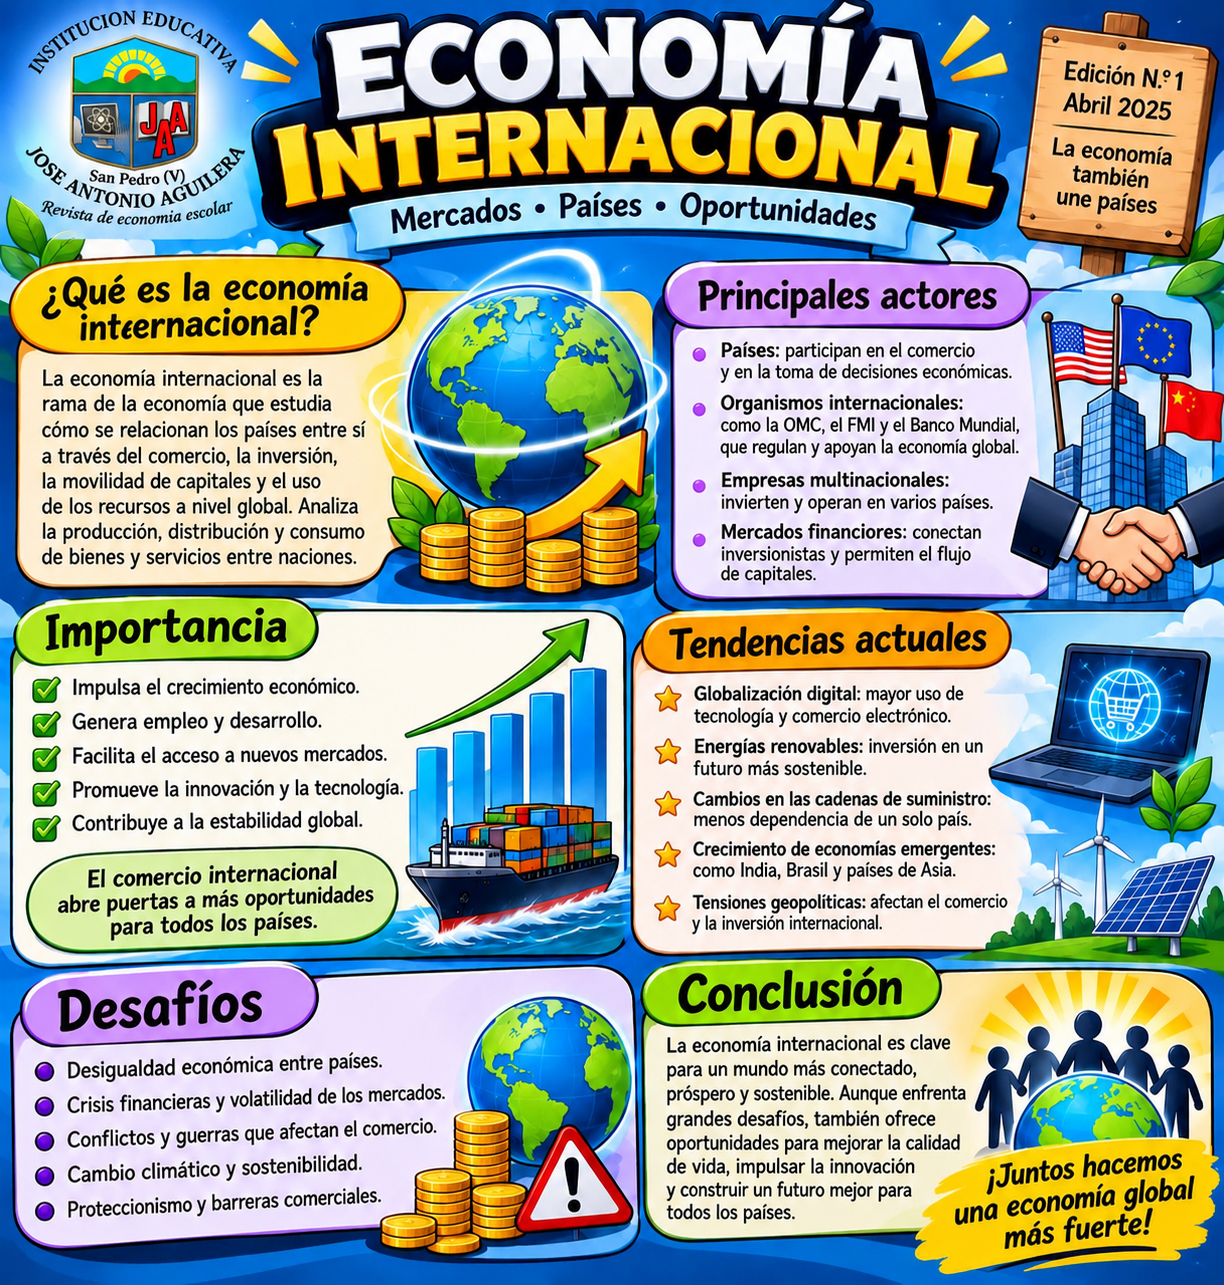 INSTITUCION EDUCATIVA
JAA
San Pedro (V)
JOSE ANTONIO AGUILERA
Revista de economia escolar
ECONOMÍA
INTERNACIONAL
Mercados • Países • Oportunidades
Edición N.º 1
Abril 2025
La economía
también
une países
¿Qué es la economía
internacional?
La economía internacional es la
rama de la economía que estudia
cómo se relacionan los países entre sí
a través del comercio, la inversión,
la movilidad de capitales y el uso
de los recursos a nivel global. Analiza
la producción, distribución y consumo
de bienes y servicios entre naciones.
Principales actores
Países: participan en el comercio
y en la toma de decisiones económicas.
Organismos internacionales:
como la OMC, el FMI y el Banco Mundial,
que regulan y apoyan la economía global.
Empresas multinacionales:
invierten y operan en varios países.
Mercados financiores: conectan
inversionistas y permiten el flujo
de capitales.
Importancia
Impulsa el crecimiento económico.
Genera empleo y desarrollo.
Facilita el acceso a nuevos mercados.
Promueve la innovación y la tecnología.
Contribuye a la estabilidad global.
El comercio internacional
abre puertas a más oportunidades
para todos los países.
Tendencias actuales
Globalización digital: mayor uso de
tecnología y comercio electrónico.
Energías renovables: inversión en un
futuro más sostenible.
Cambios en las cadenas de suministro:
menos dependencia de un solo país.
Crecimiento de economías emergentes:
como India, Brasil y países de Asia.
Tensiones geopolíticas: afectan el comercio
y la inversión internacional.
Desafíos
Desigualdad económica entre países.
Crisis financieras y volatilidad de los mercados.
Conflictos y guerras que afectan el comercio.
Cambio climático y sostenibilidad.
Proteccionismo y barreras comerciales.
Conclusión
La economía internacional es clave
para un mundo más conectado,
próspero y sostenible. Aunque enfrenta
grandes desafíos, también ofrece
oportunidades para mejorar la calidad
de vida, impulsar la innovación
y construir un futuro mejor para
todos los países.
¡Juntos hacemos
una economía global
más fuerte!